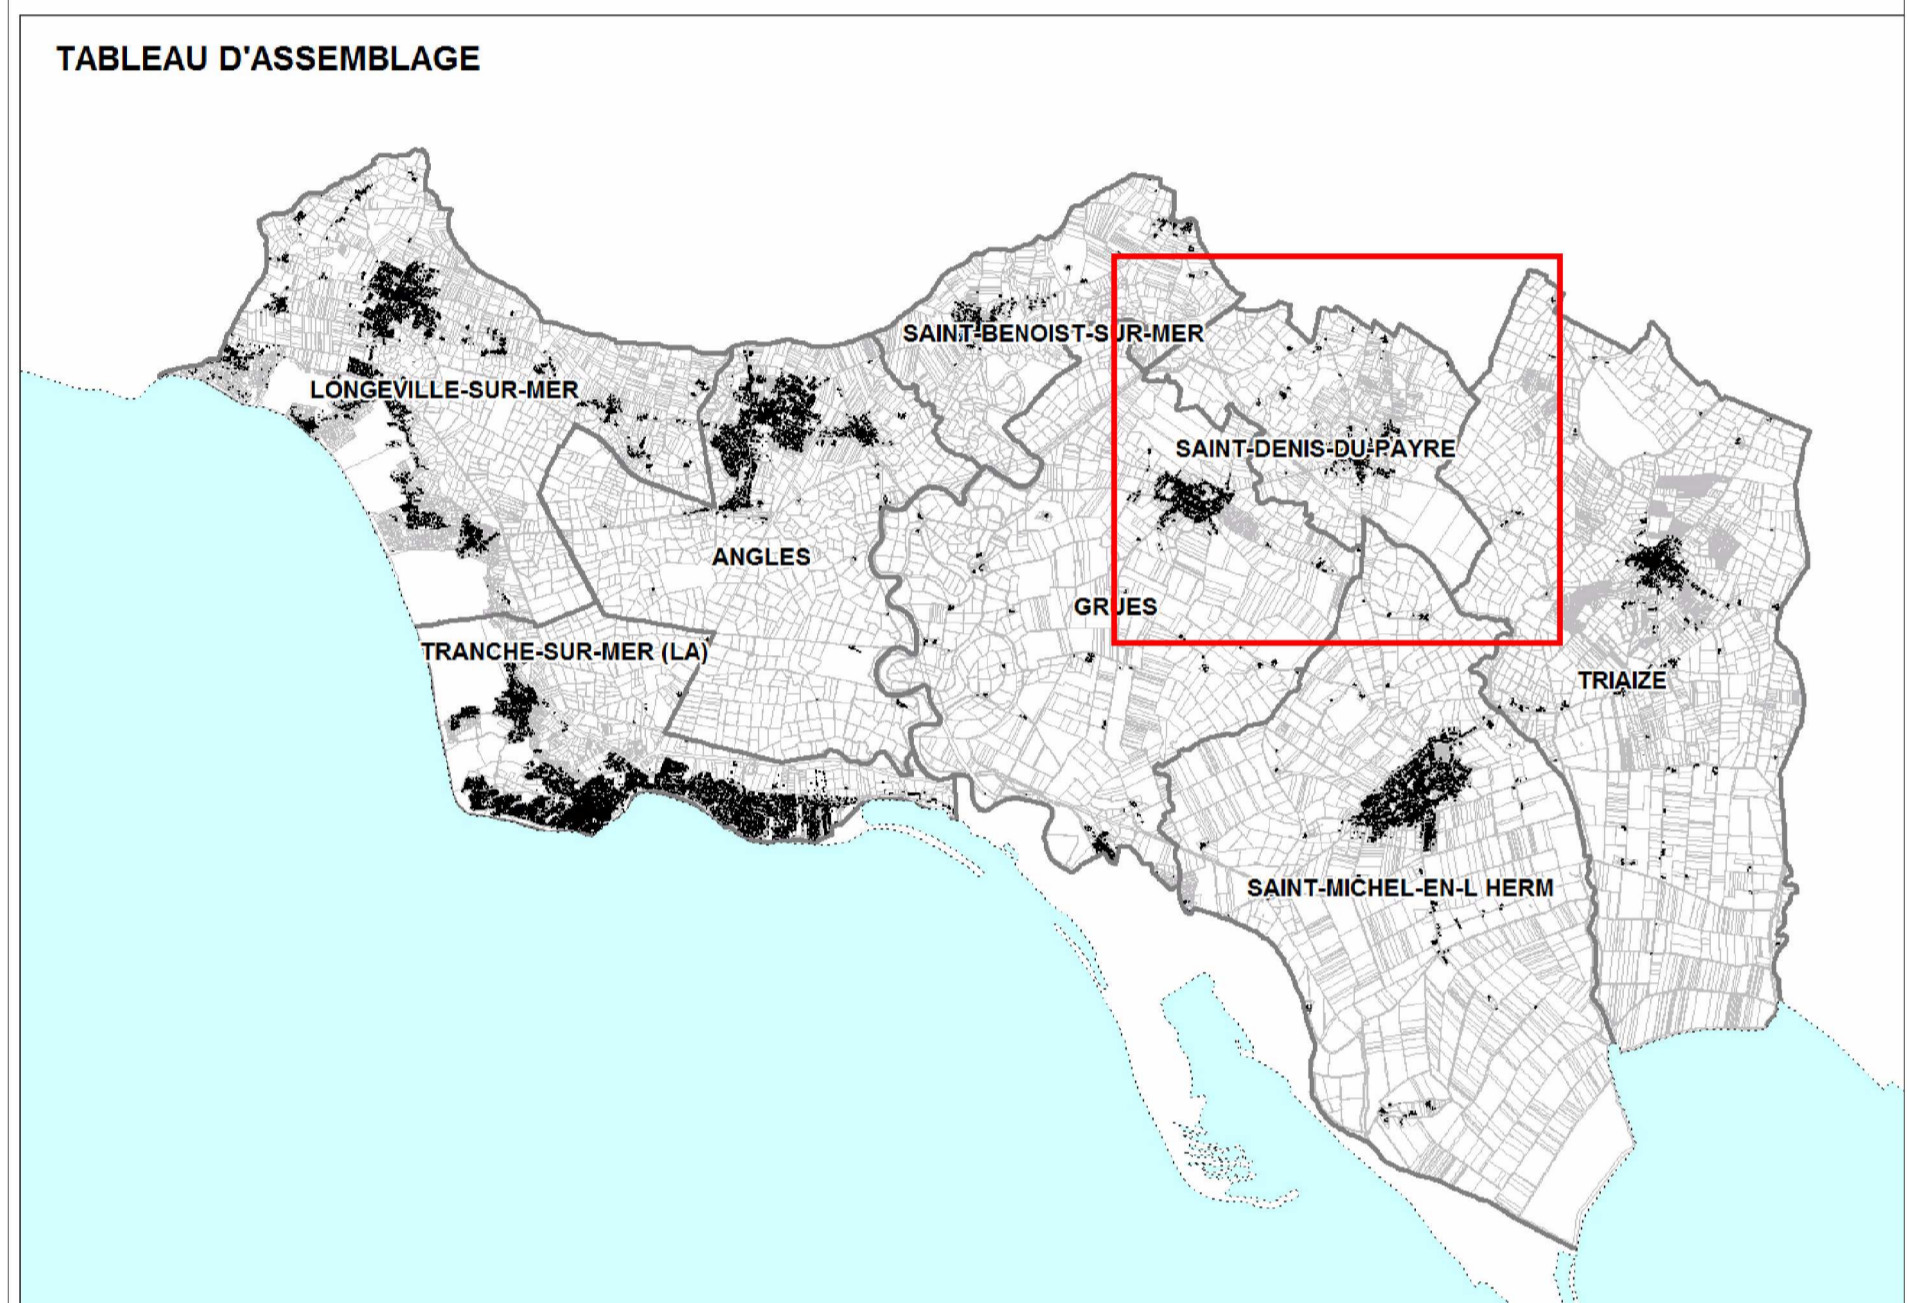 TABLEAU D'ASSEMBLAGE
SAINT-BENOIST-SUR-MER
LONGEVILLE-SUR-MER
SAINT-DENIS-DU-PAYRE
ANGLES
GRUES
TRANCHE-SUR-MER (LA)
TRIAIZE
SAINT-MICHEL-EN-L HERM